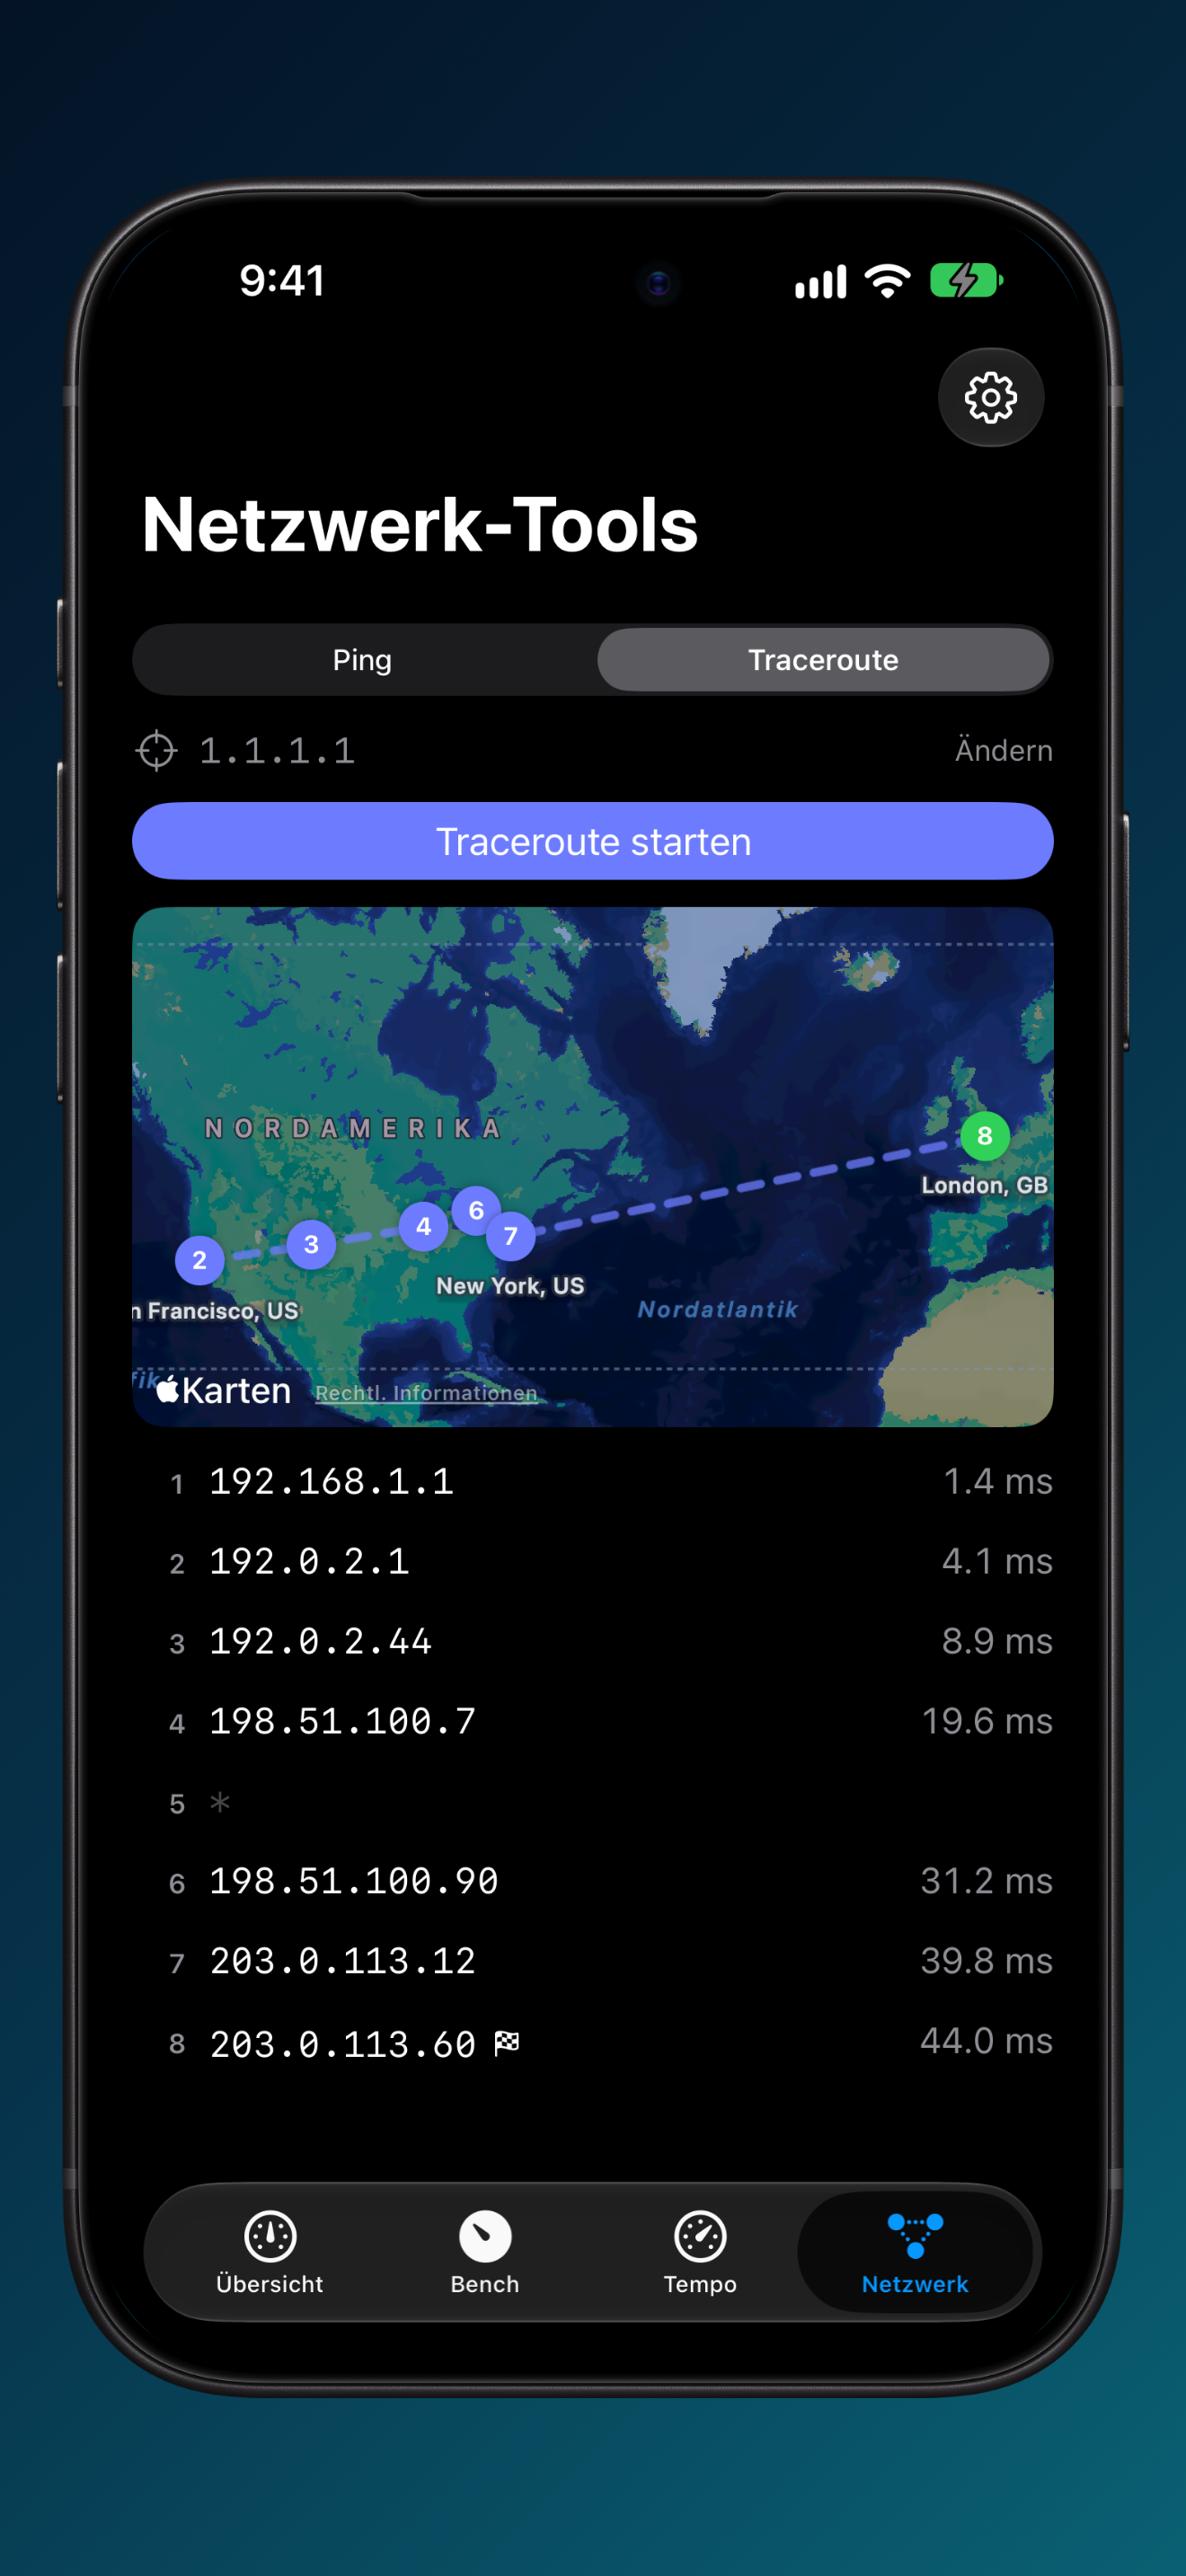 9:41
Netzwerk-Tools
Ping
Traceroute
1.1.1.1
Ändern
Traceroute starten
NORDAMERIKA
8
London, GB
6
4
7
3
2
New York, US
n Francisco, US
Nordatlantik
fik
Karten
Rechtl. Informationen
1 192.168.1.1 1.4 ms
2 192.0.2.1 4.1 ms
3 192.0.2.44 8.9 ms
4 198.51.100.7 19.6 ms
5 *
6 198.51.100.90 31.2 ms
7 203.0.113.12 39.8 ms
8 203.0.113.60 44.0 ms
Übersicht
Bench
Tempo
Netzwerk